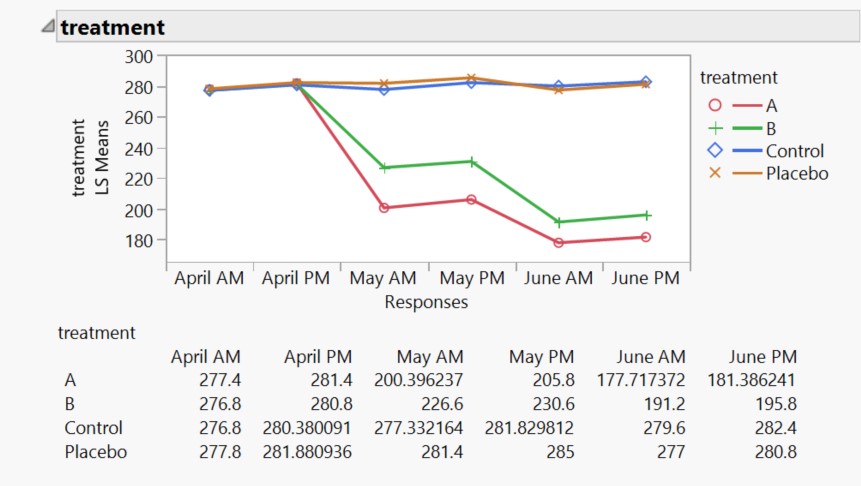 treatment
300
280
260
240
220
200
180
treatment
LS Means
April AM April PM May AM May PM June AM June PM
Responses
treatment
A
B
Control
Placebo
treatment
April AM April PM May AM May PM June AM June PM
A 277.4 281.4 200.396237 205.8 177.717372 181.386241
B 276.8 280.8 226.6 230.6 191.2 195.8
Control 276.8 280.380091 277.332164 281.829812 279.6 282.4
Placebo 277.8 281.880936 281.4 285 277 280.8